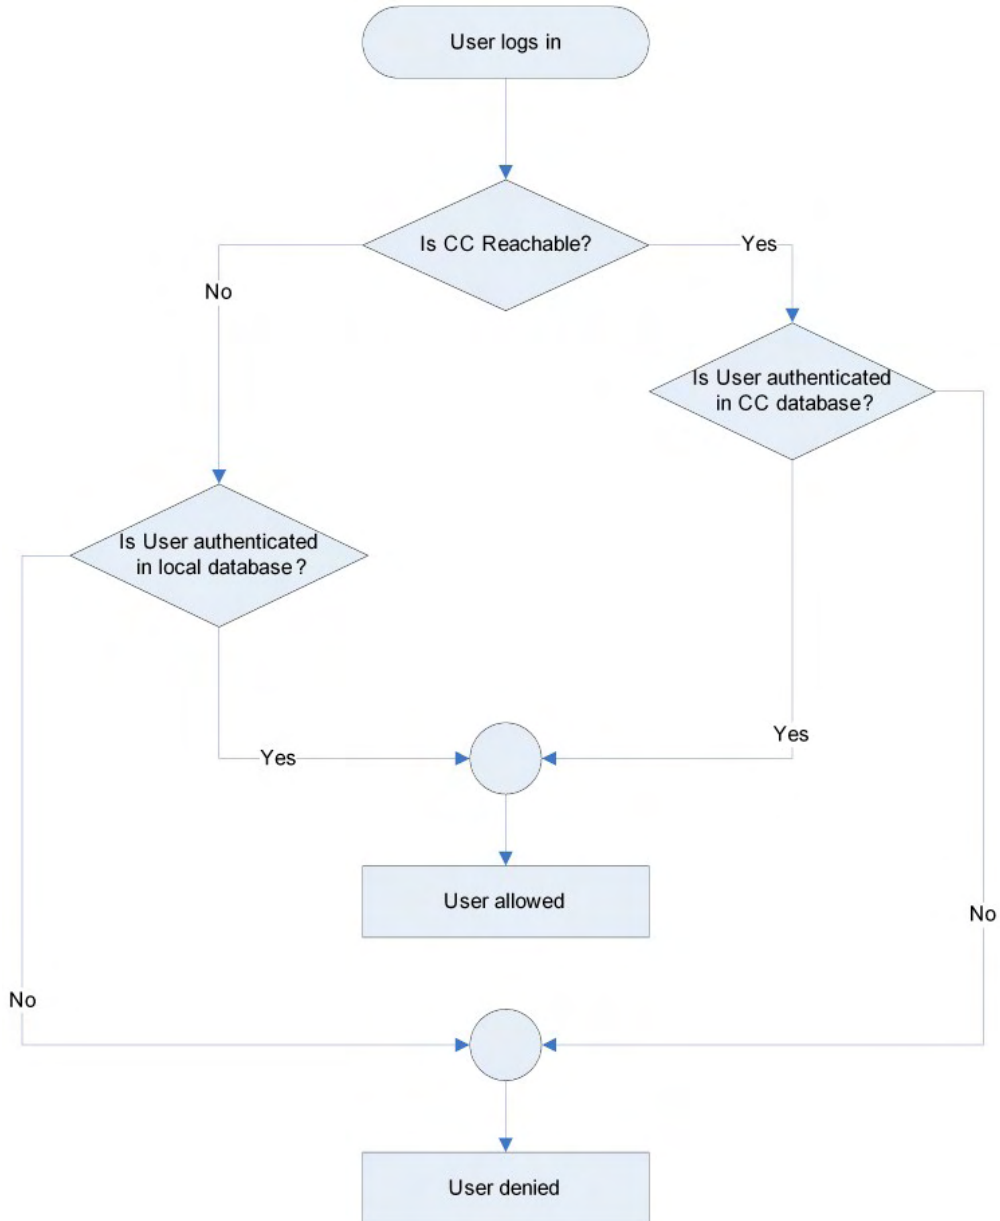 User logs in
Is CC Reachable?
Yes
No
Is User authenticated
in CC database?
Is User authenticated
in local database?
Yes
Yes
User allowed
No
No
User denied